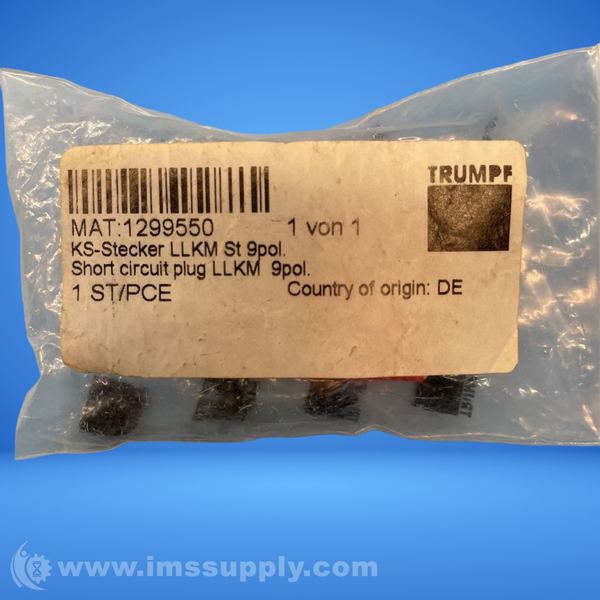 TRUMPF
MAT:1299550 1 von 1
KS-Stecker LLKM St 9pol.
Short circuit plug LLKM 9pol.
1 ST/PCE Country of origin: DE
www.imssupply.com